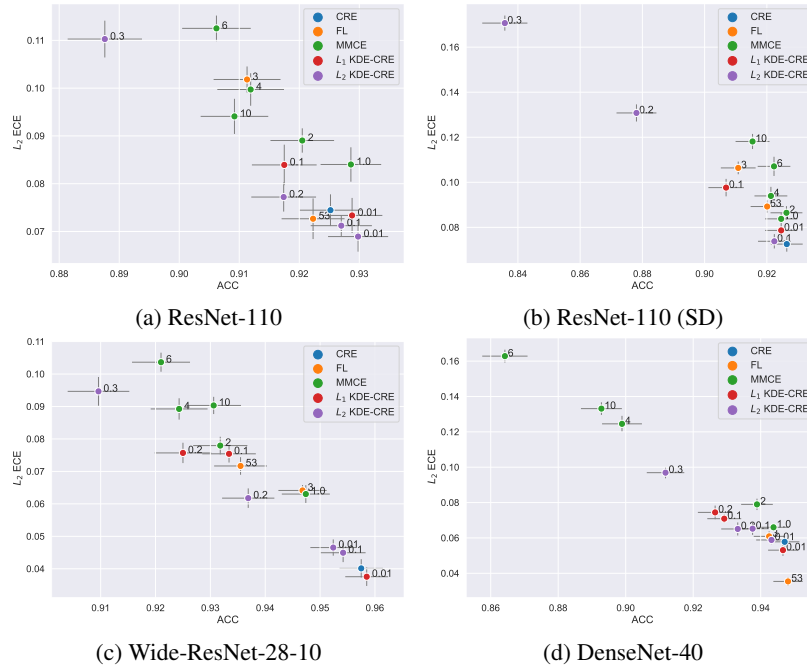 0.11
0.10
0.09
0.08
0.07
L₂ ECE
0.88 0.89 0.90 0.91 0.92 0.93
ACC
CRE
FL
MMCE
L₁ KDE-CRE
L₂ KDE-CRE
0.3
6
3
4
10
2
0.1
1.0
0.2
53
0.01
0.1
0.01
(a) ResNet-110
0.16
0.14
0.12
0.10
0.08
L₂ ECE
0.84 0.86 0.88 0.90 0.92
ACC
CRE
FL
MMCE
L₁ KDE-CRE
L₂ KDE-CRE
0.3
0.2
10
3
6
0.1
4
53
2
1.0
0.01
0.1
(b) ResNet-110 (SD)
0.11
0.10
0.09
0.08
0.07
0.06
0.05
0.04
L₂ ECE
0.91 0.92 0.93 0.94 0.95 0.96
ACC
CRE
FL
MMCE
L₁ KDE-CRE
L₂ KDE-CRE
6
0.3
4
10
2
0.2
0.1
53
3
1.0
0.2
0.01
0.1
0.01
(c) Wide-ResNet-28-10
0.16
0.14
0.12
0.10
0.08
0.06
0.04
L₂ ECE
0.86 0.88 0.90 0.92 0.94
ACC
CRE
FL
MMCE
L₁ KDE-CRE
L₂ KDE-CRE
6
10
4
0.3
2
0.2
0.1
0.1
1.0
0.01
0.01
53
(d) DenseNet-40